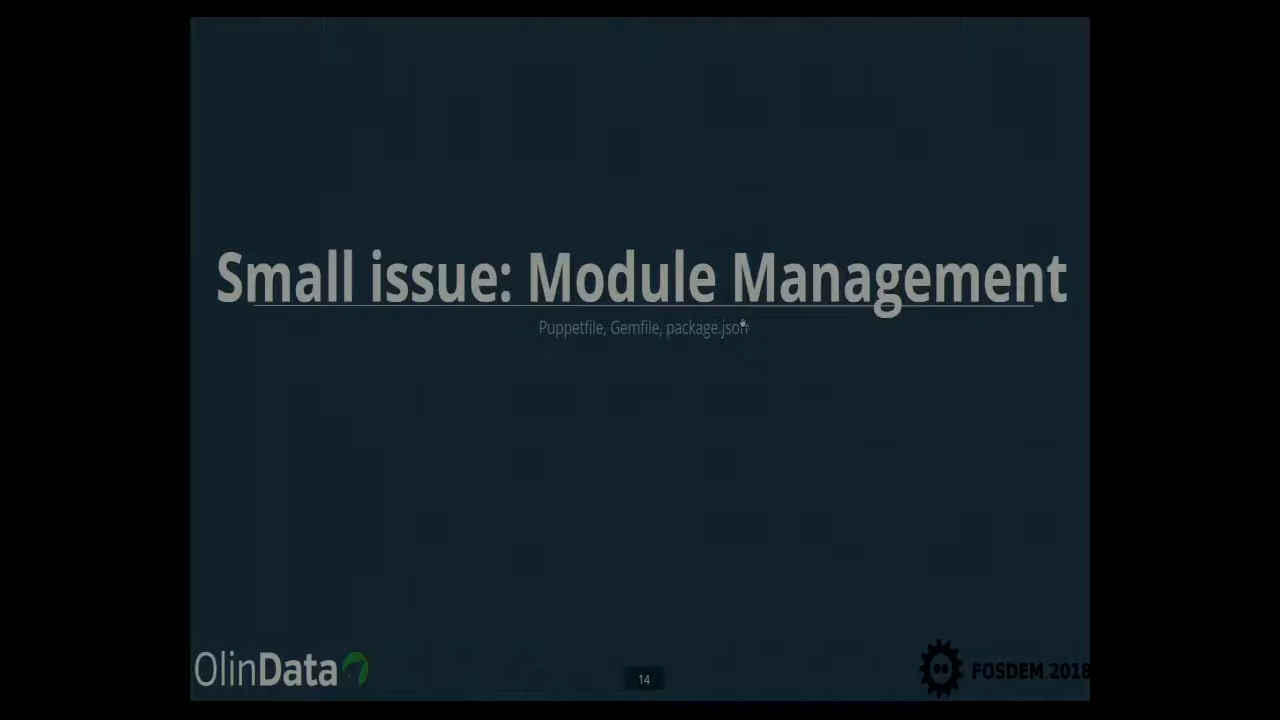 Small issue: Module Management
Puppetfile, Gemfile, package.json
OlinData
14
FOSDEM 2018